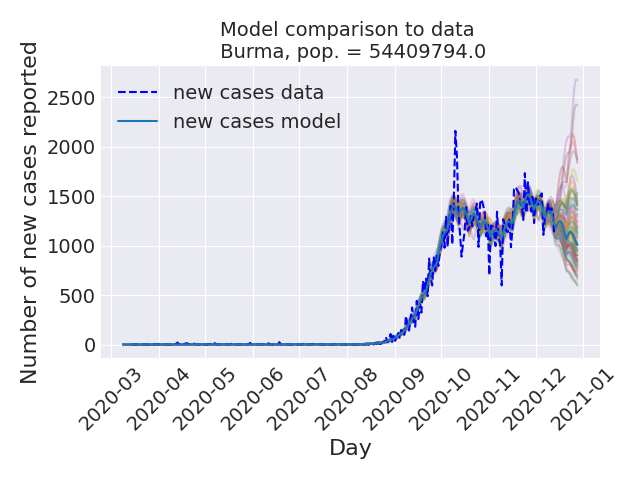 Model comparison to data
Burma, pop. = 54409794.0
Number of new cases reported
2500
2000
1500
1000
500
0
new cases data
new cases model
2020-03
2020-04
2020-05
2020-06
2020-07
2020-08
2020-09
2020-10
2020-11
2020-12
2021-01
Day